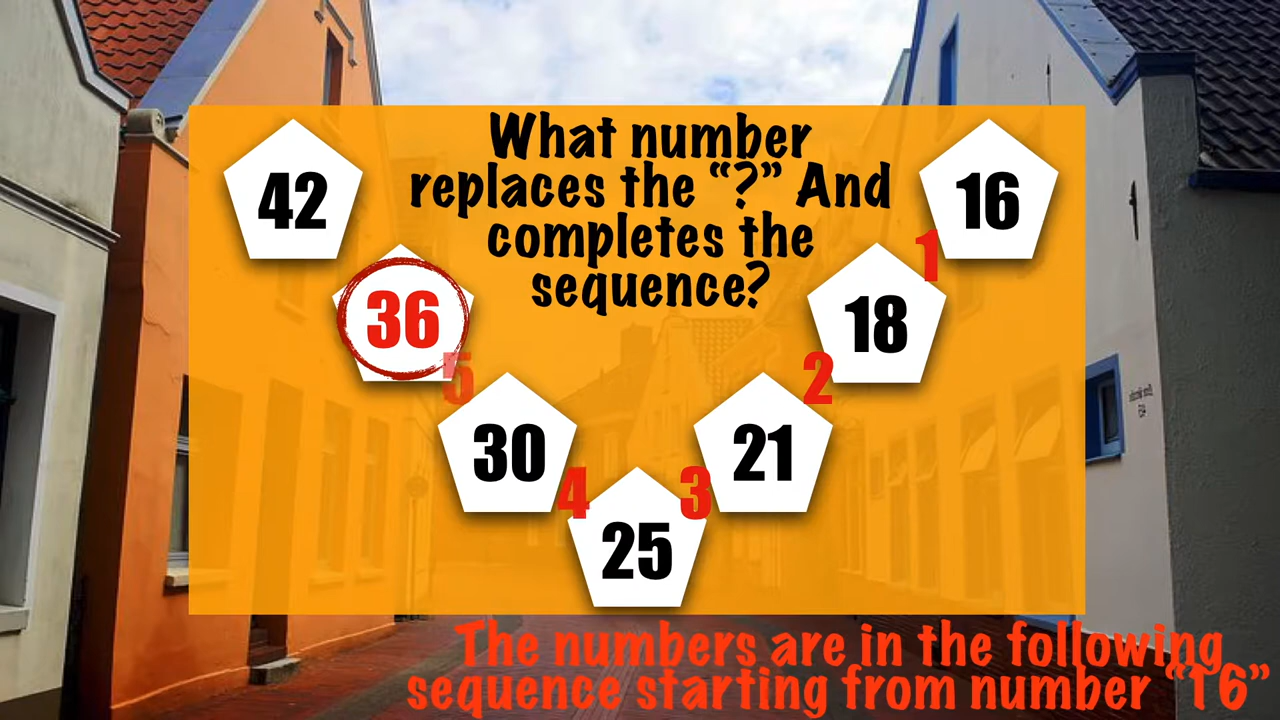 What number
replaces the “?” And
completes the
sequence?
42
16
1
36
18
5
2
30
21
4
3
25
The numbers are in the following
sequence starting from number “16”